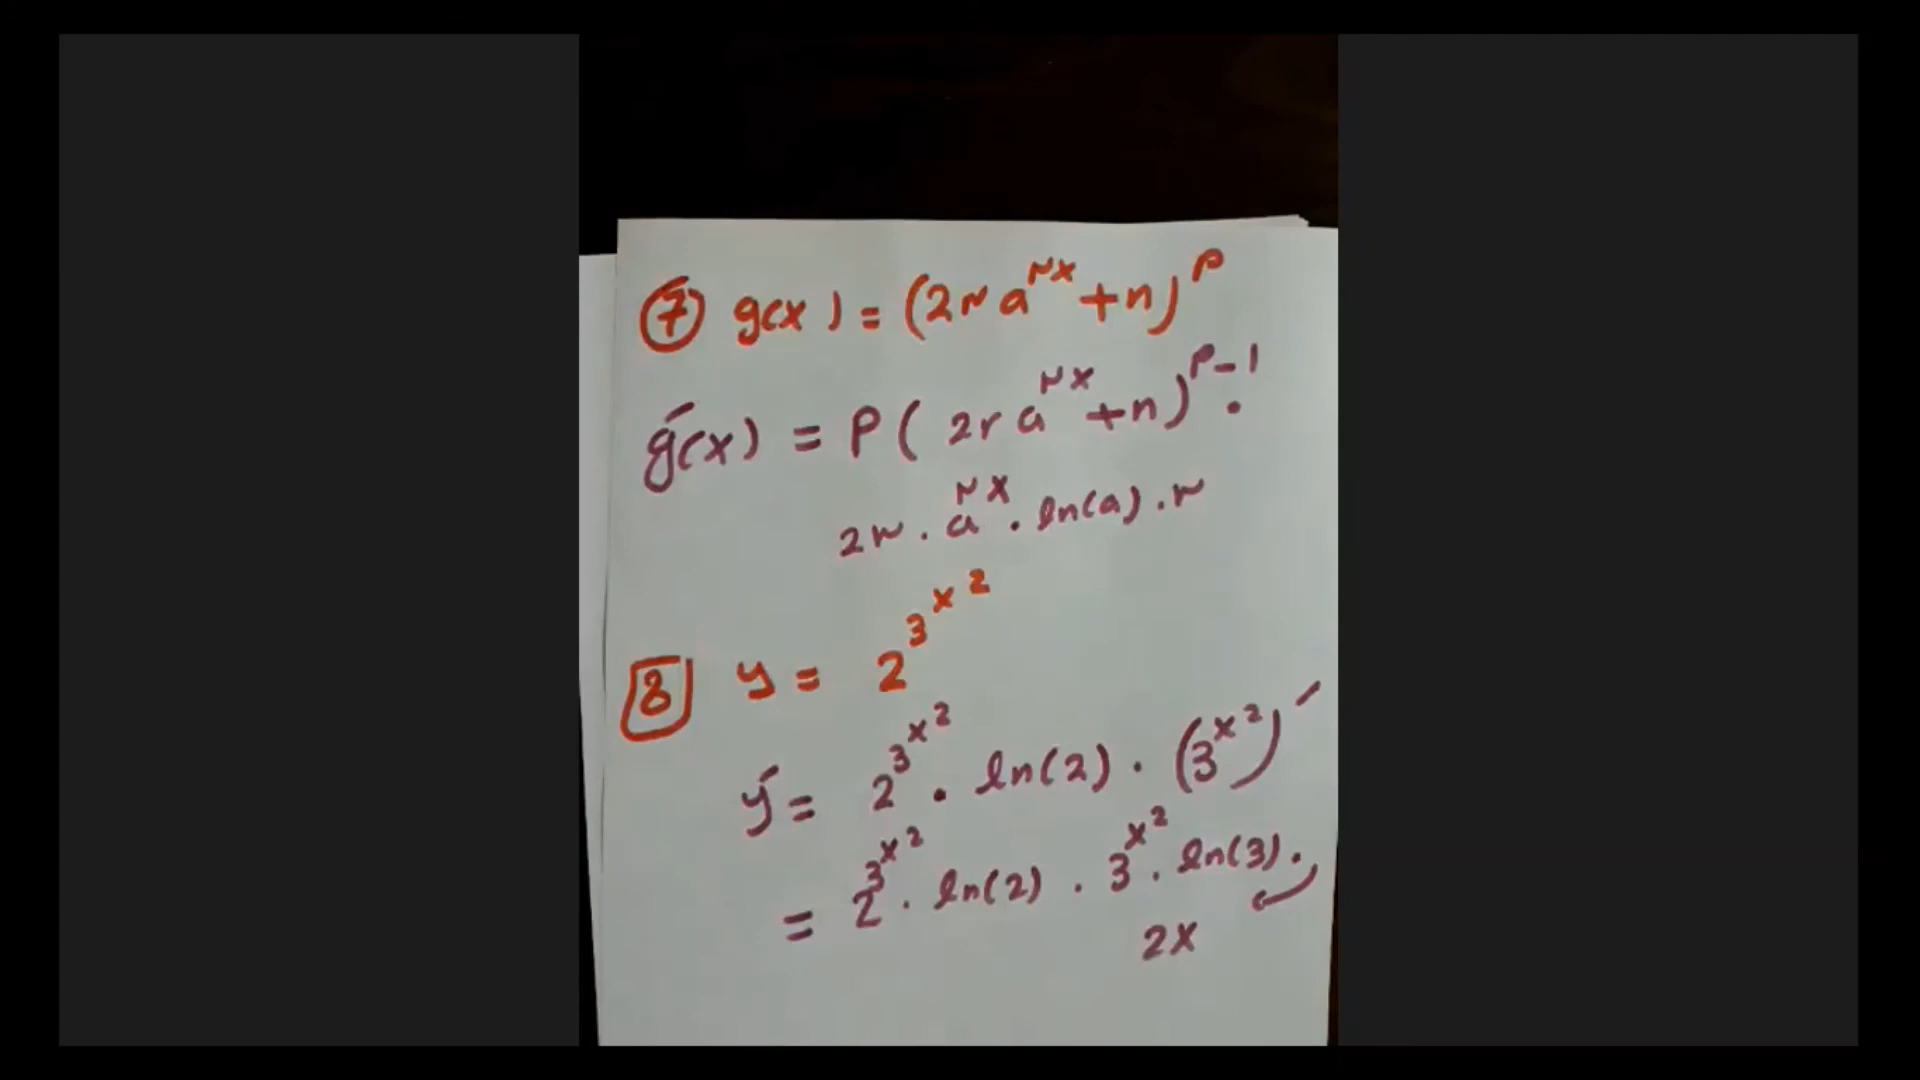 ⑦ g(x) = (2r a^{rx} + n)^p
g'(x) = P( 2r a^{rx} + n)^{p-1} ·
2r · a^{rx} · ln(a) · r
8 y = 2^{3^{x^2}}
y' = 2^{3^{x^2}} · ln(2) · (3^{x^2})'
= 2^{3^{x^2}} · ln(2) · 3^{x^2} · ln(3) ·
2x